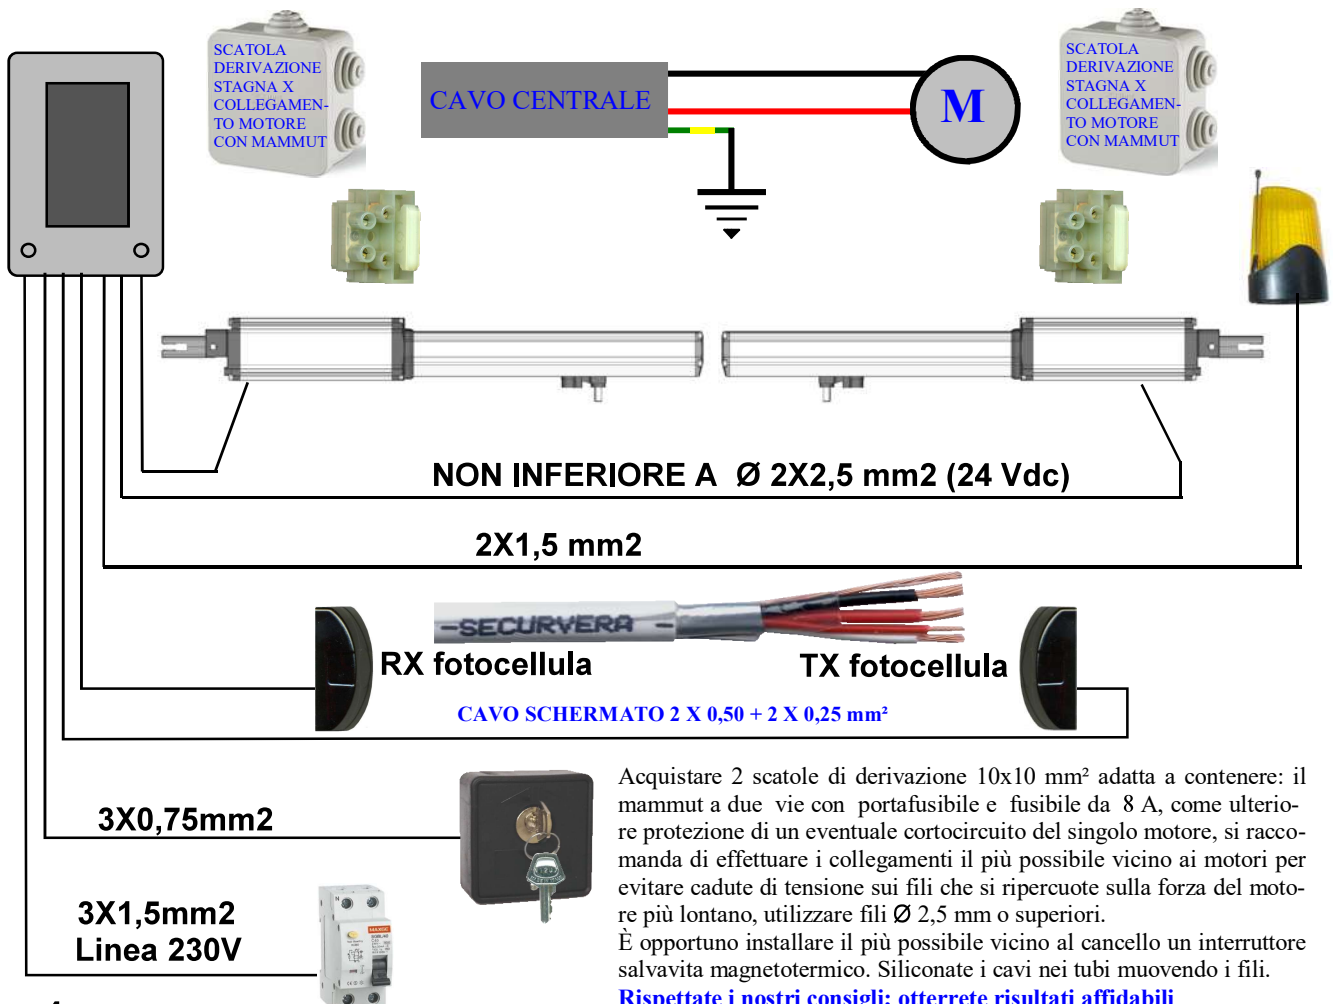 SCATOLA
DERIVAZIONE
STAGNA X
COLLEGAMEN-
TO MOTORE
CON MAMMUT
CAVO CENTRALE
M
SCATOLA
DERIVAZIONE
STAGNA X
COLLEGAMEN-
TO MOTORE
CON MAMMUT
NON INFERIORE A Ø 2X2,5 mm2 (24 Vdc)
2X1,5 mm2
-SECURVERA-
RX fotocellula
TX fotocellula
CAVO SCHERMATO 2 X 0,50 + 2 X 0,25 mm²
3X0,75mm2
3X1,5mm2
Linea 230V
Acquistare 2 scatole di derivazione 10x10 mm² adatta a contenere: il
mammut a due vie con portafusibile e fusibile da 8 A, come ulterio-
re protezione di un eventuale cortocircuito del singolo motore, si racco-
manda di effettuare i collegamenti il più possibile vicino ai motori per
evitare cadute di tensione sui fili che si ripercuote sulla forza del moto-
re più lontano, utilizzare fili Ø 2,5 mm o superiori.
È opportuno installare il più possibile vicino al cancello un interruttore
salvavita magnetotermico. Siliconate i cavi nei tubi muovendo i fili.
Rispettate i nostri consigli: otterrete risultati affidabili